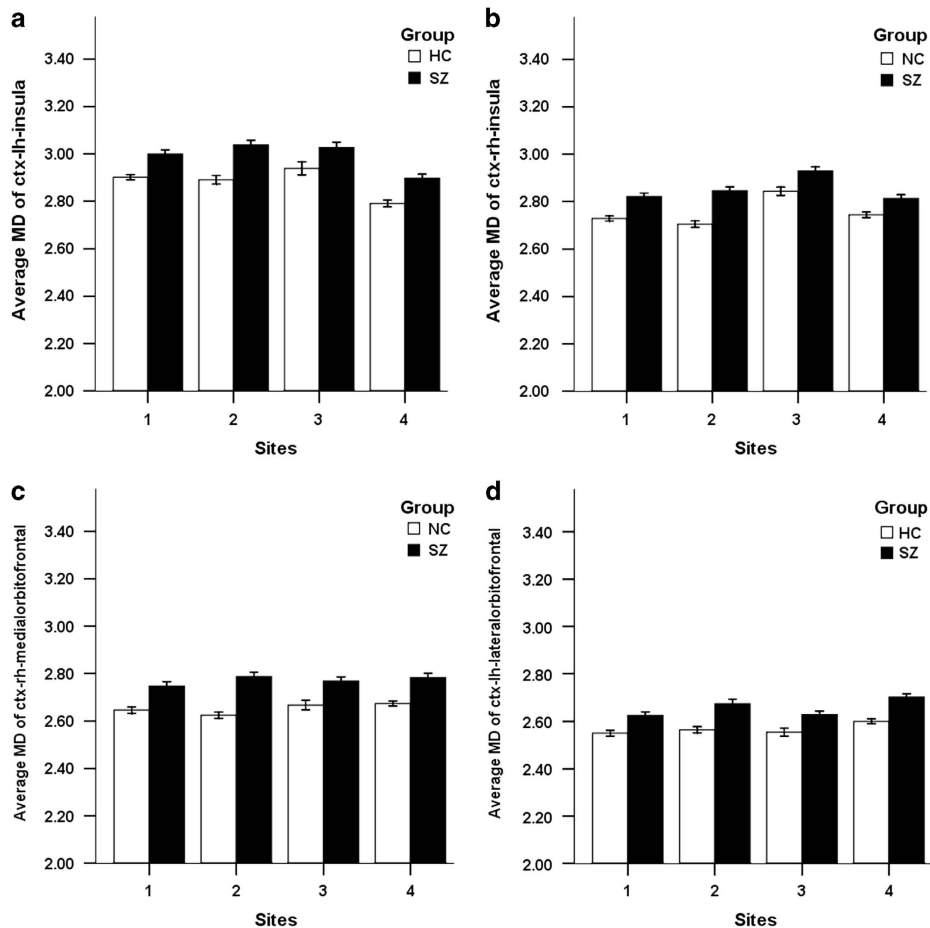 a
Average MD of ctx-lh-insula
3.40
3.20
3.00
2.80
2.60
2.40
2.20
2.00
Group
HC
SZ
1 2 3 4
Sites
b
Average MD of ctx-rh-insula
3.40
3.20
3.00
2.80
2.60
2.40
2.20
2.00
Group
NC
SZ
1 2 3 4
Sites
c
Average MD of ctx-rh-medialorbitofrontal
3.40
3.20
3.00
2.80
2.60
2.40
2.20
2.00
Group
NC
SZ
1 2 3 4
Sites
d
Average MD of ctx-lh-lateralorbitofrontal
3.40
3.20
3.00
2.80
2.60
2.40
2.20
2.00
Group
HC
SZ
1 2 3 4
Sites